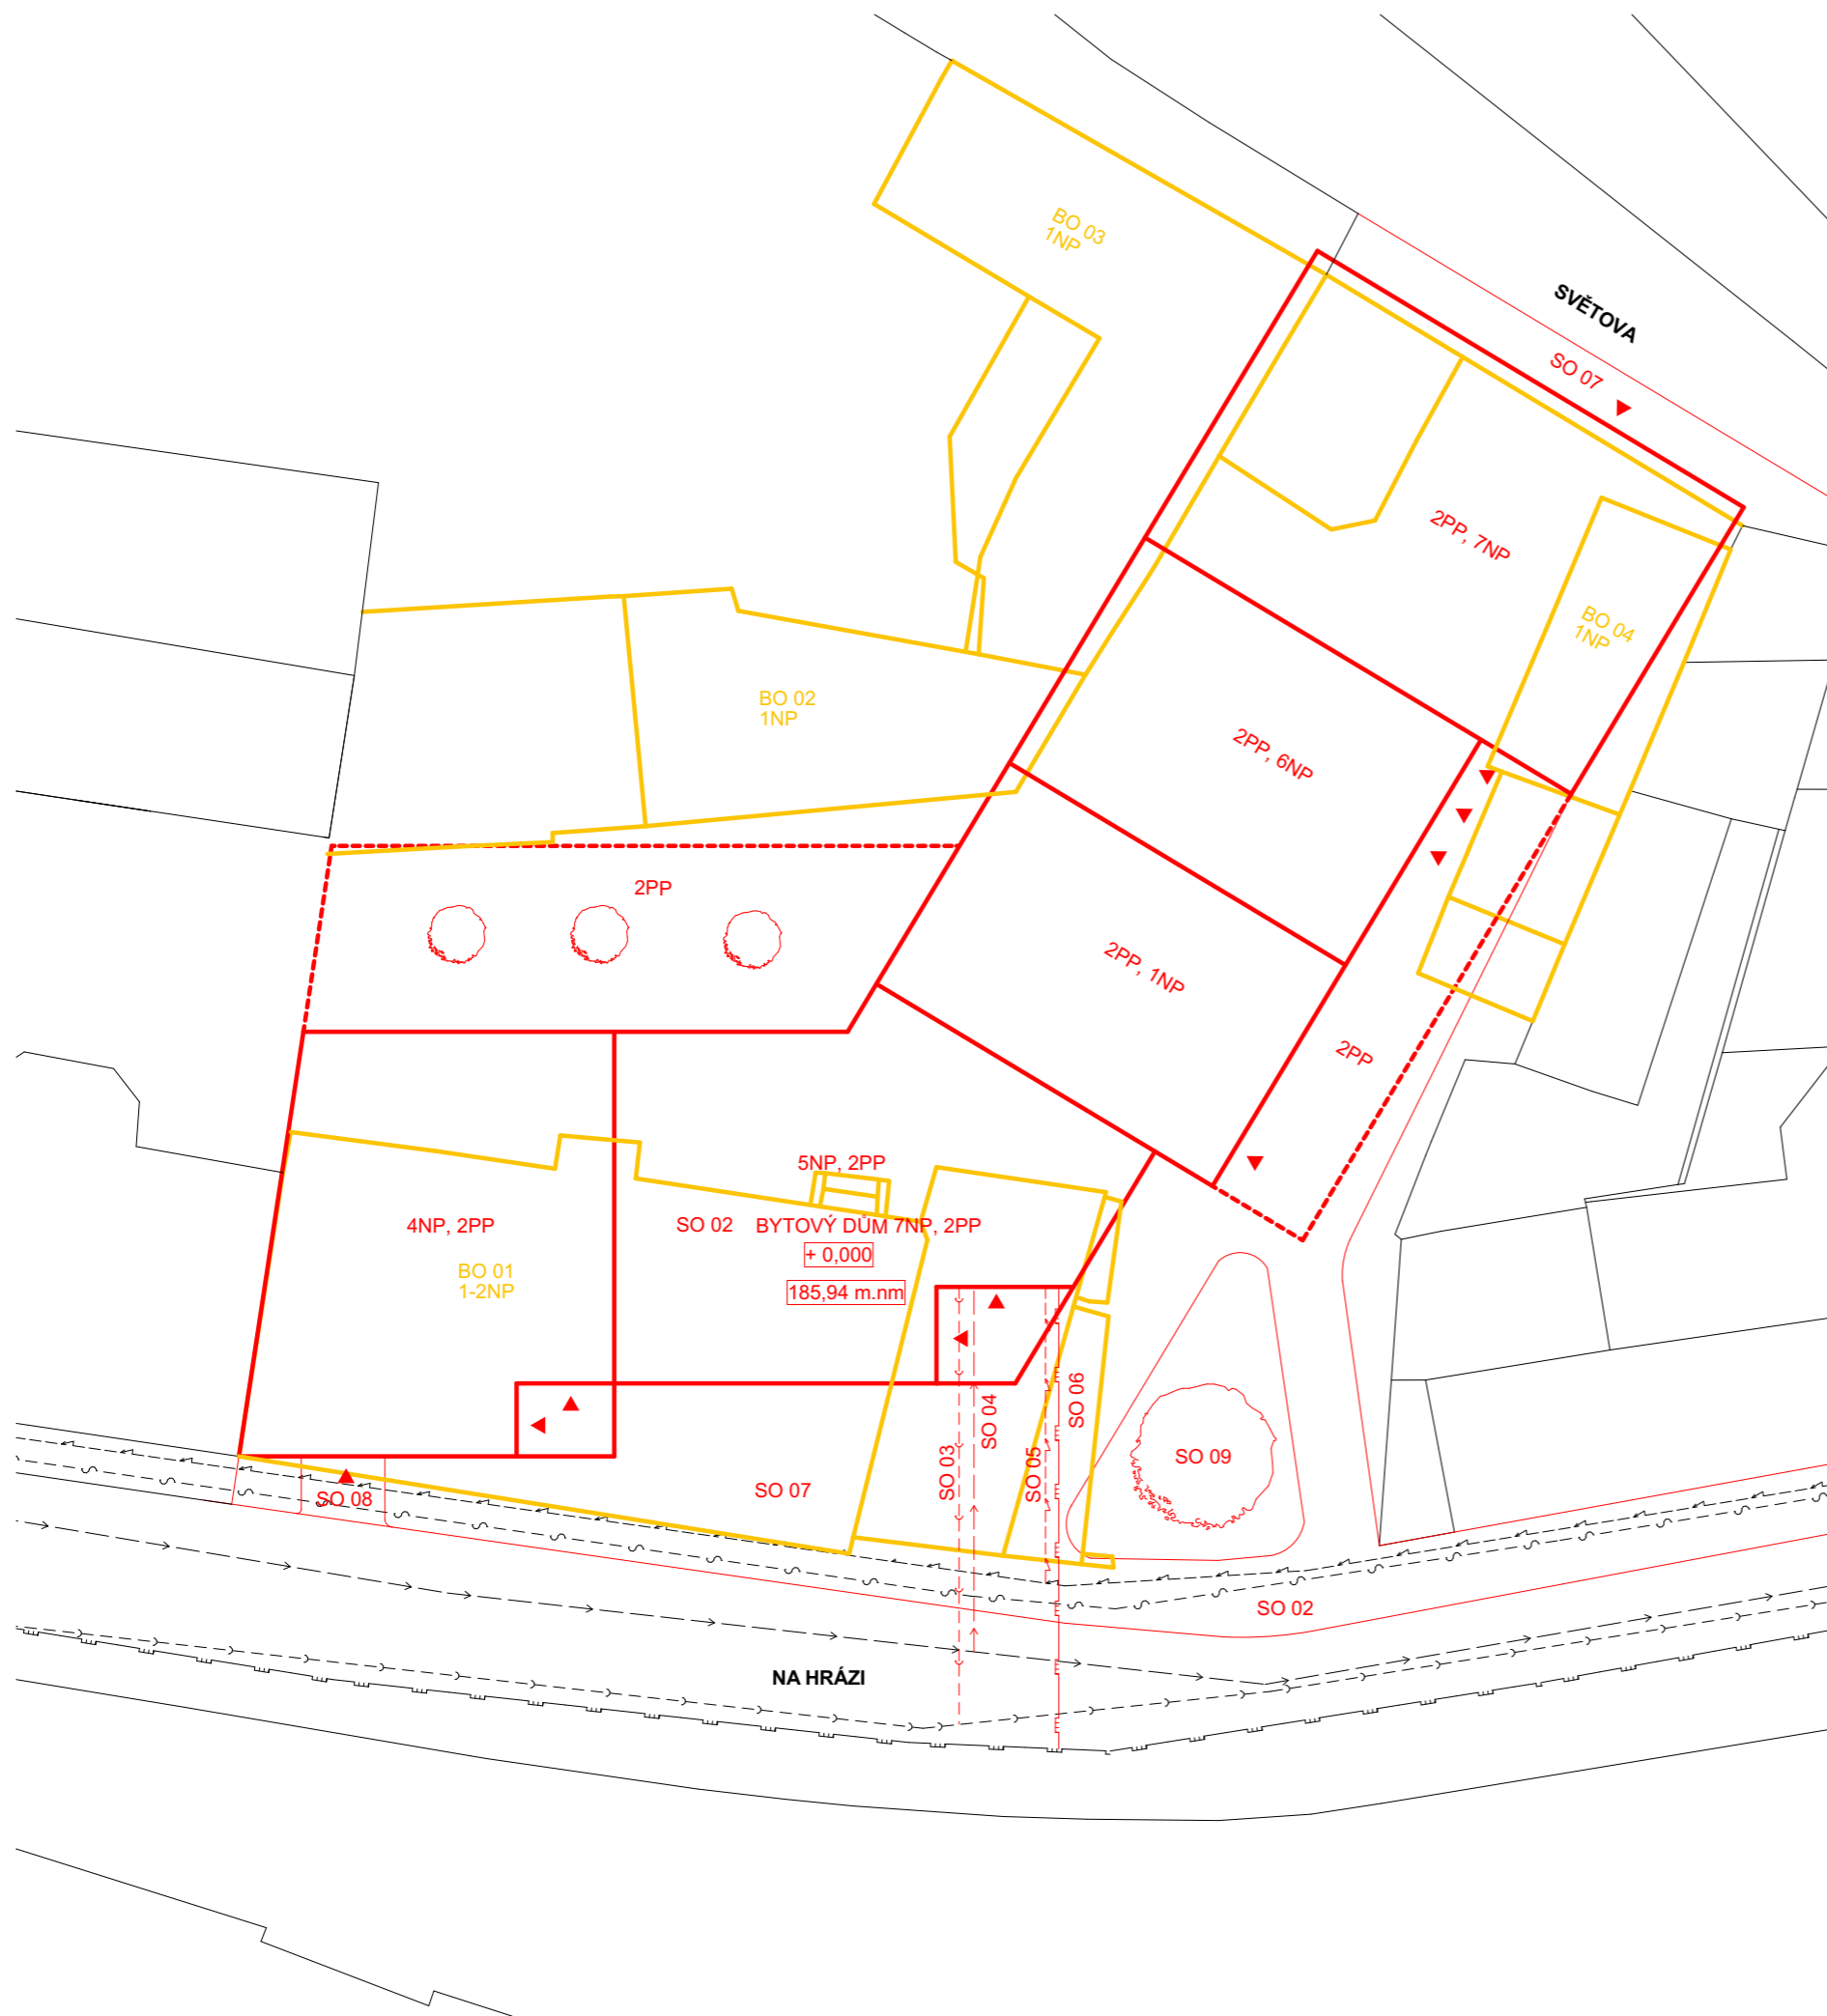 BO 03
1NP
SVĚTOVA
SO 07
2PP, 7NP
BO 04
1NP
BO 02
1NP
2PP, 6NP
2PP
2PP, 1NP
2PP
5NP, 2PP
4NP, 2PP
SO 02
BYTOVÝ DŮM 7NP, 2PP
+ 0,000
BO 01
1-2NP
185,94 m.nm
SO 03
SO 04
SO 05
SO 06
SO 09
SO 07
SO 08
SO 02
NA HRÁZI